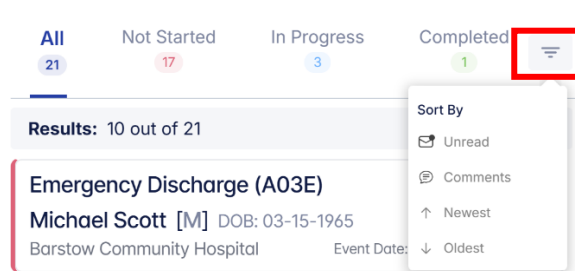 All Not Started In Progress Completed
21 17 3 1
Sort By
Unread
Comments
Newest
Oldest
Results: 10 out of 21
Emergency Discharge (A03E)
Michael Scott [M] DOB: 03-15-1965
Barstow Community Hospital Event Date: